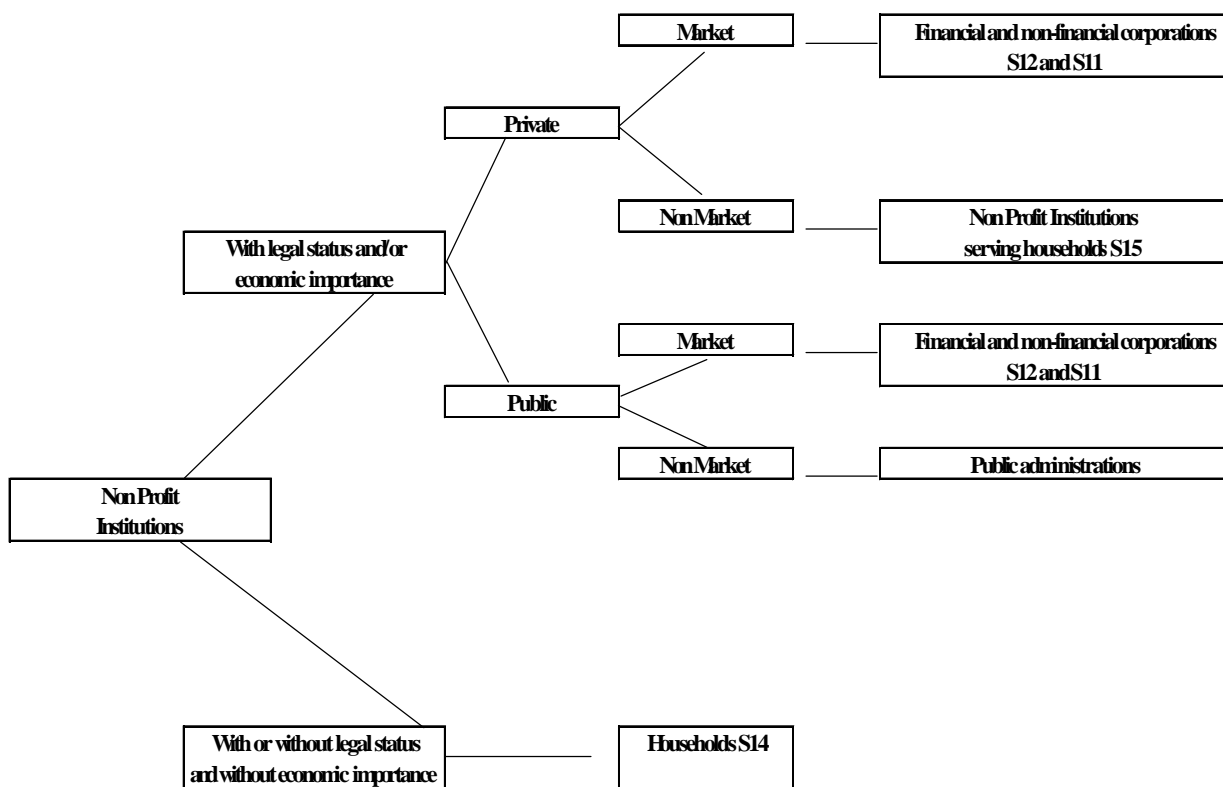 Market
Financial and non-financial corporations
S12 and S11
Private
Non Market
Non Profit Institutions
serving households S15
With legal status and/or
economic importance
Market
Financial and non-financial corporations
S12 and S11
Public
Non Market
Public administrations
Non Profit
Institutions
With or without legal status
and without economic importance
Households S14